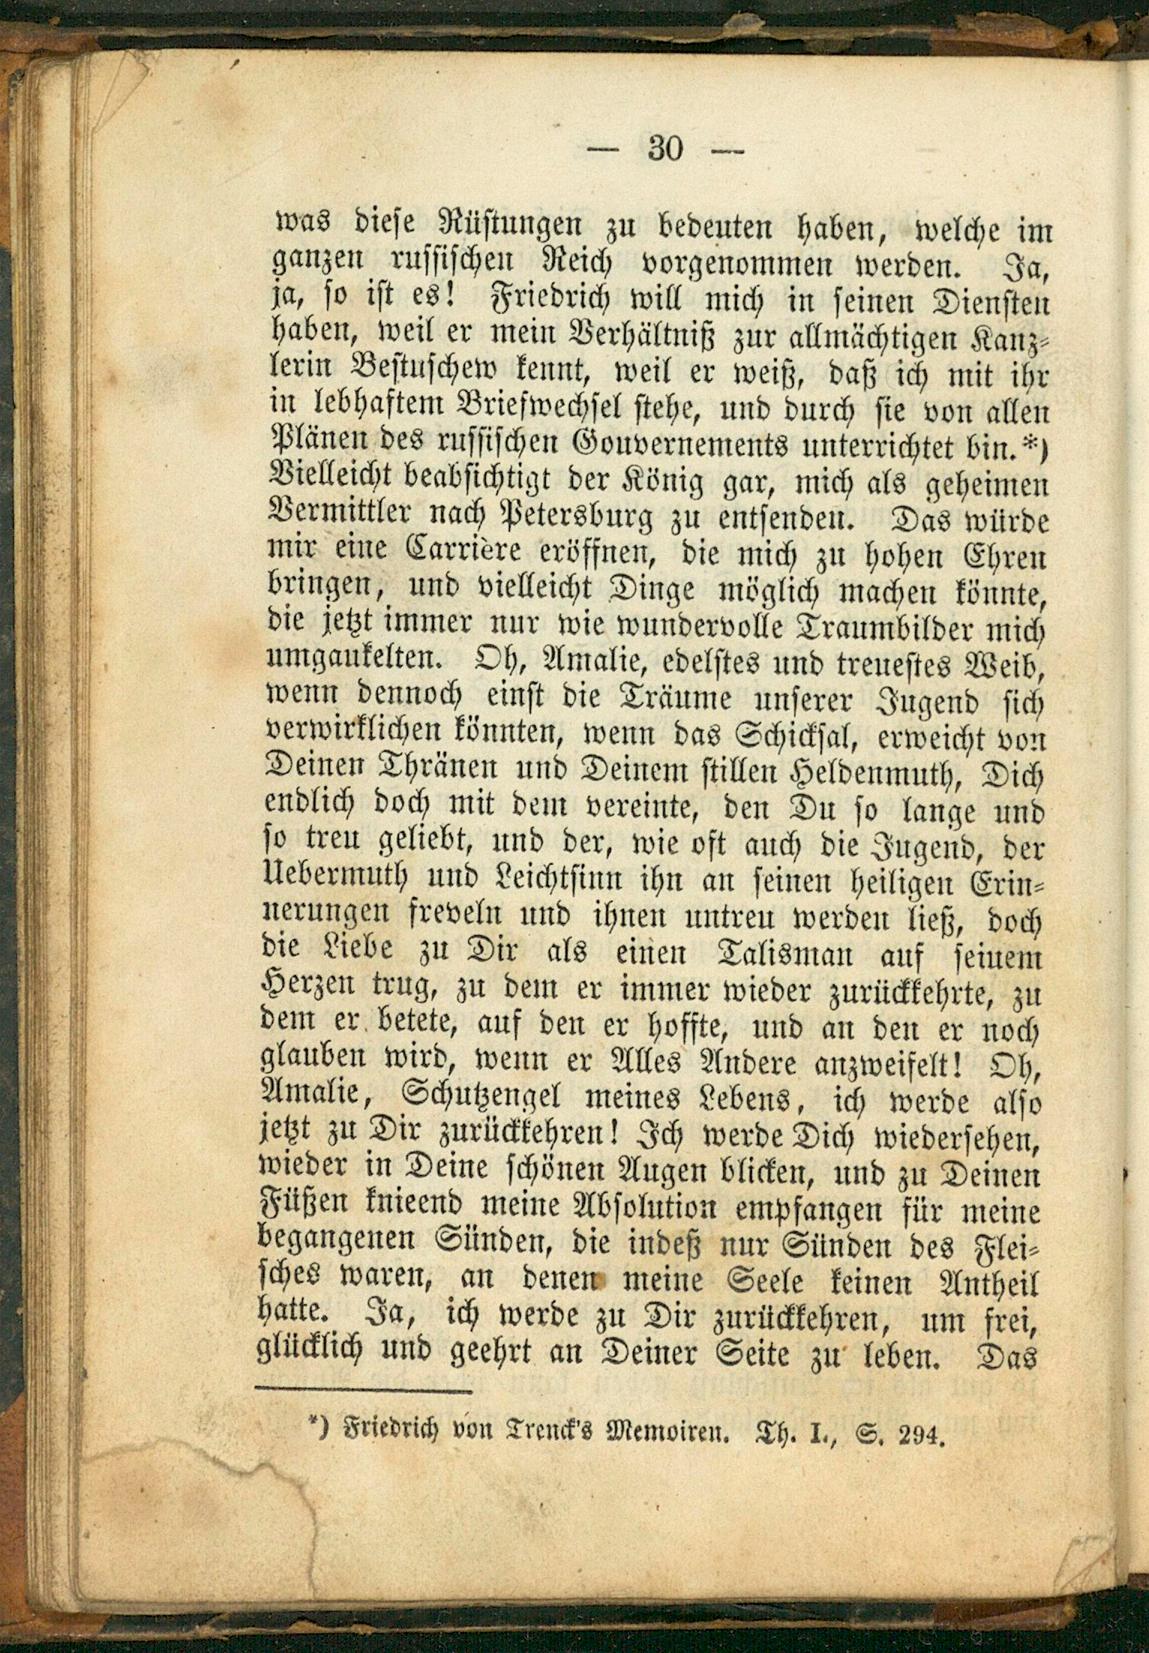 — 30 —
was diese Rüstungen zu bedeuten haben, welche im
ganzen russischen Reich vorgenommen werden. Ja,
ja, so ist es! Friedrich will mich in seinen Diensten
haben, weil er mein Verhältniß zur allmächtigen Kanz-
lerin Bestuschew kennt, weil er weiß, daß ich mit ihr
in lebhaftem Briefwechsel stehe, und durch sie von allen
Plänen des russischen Gouvernements unterrichtet bin.*)
Vielleicht beabsichtigt der König gar, mich als geheimen
Vermittler nach Petersburg zu entsenden. Das würde
mir eine Carrière eröffnen, die mich zu hohen Ehren
bringen, und vielleicht Dinge möglich machen könnte,
die jetzt immer nur wie wundervolle Traumbilder mich
umgaukelten. Oh, Amalie, edelstes und treuestes Weib,
wenn dennoch einst die Träume unserer Jugend sich
verwirklichen könnten, wenn das Schicksal, erweicht von
Deinen Thränen und Deinem stillen Heldenmuth, Dich
endlich doch mit dem vereinte, den Du so lange und
so treu geliebt, und der, wie oft auch die Jugend, der
Uebermuth und Leichtsinn ihn an seinen heiligen Erin-
nerungen freveln und ihnen untreu werden ließ, doch
die Liebe zu Dir als einen Talisman auf seinem
Herzen trug, zu dem er immer wieder zurückkehrte, zu
dem er betete, auf den er hoffte, und an den er noch
glauben wird, wenn er Alles Andere anzweifelt! Oh,
Amalie, Schutzengel meines Lebens, ich werde also
jetzt zu Dir zurückkehren! Ich werde Dich wiedersehen,
wieder in Deine schönen Augen blicken, und zu Deinen
Füßen knieend meine Absolution empfangen für meine
begangenen Sünden, die indeß nur Sünden des Flei-
sches waren, an denen meine Seele keinen Antheil
hatte. Ja, ich werde zu Dir zurückkehren, um frei,
glücklich und geehrt an Deiner Seite zu leben. Das
*) Friedrich von Trenck's Memoiren. Th. I., S. 294.